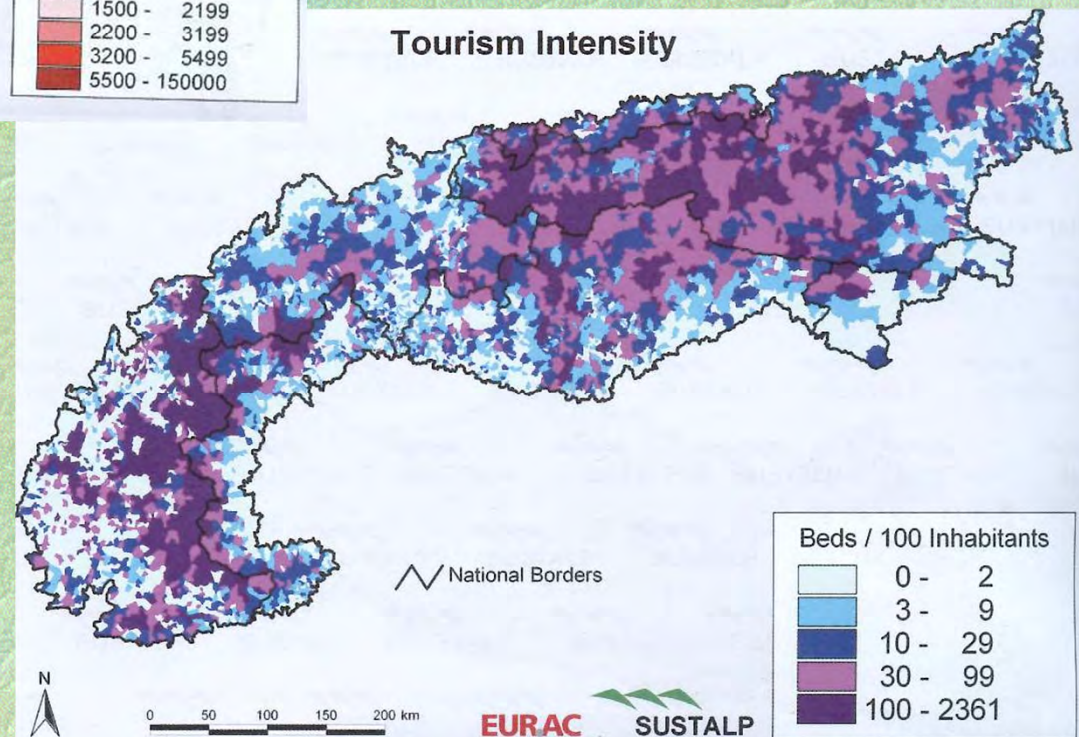 1500 - 2199
2200 - 3199
3200 - 5499
5500 - 150000
Tourism Intensity
National Borders
Beds / 100 Inhabitants
0 - 2
3 - 9
10 - 29
30 - 99
100 - 2361
N
0 50 100 150 200 km
EURAC
SUSTALP